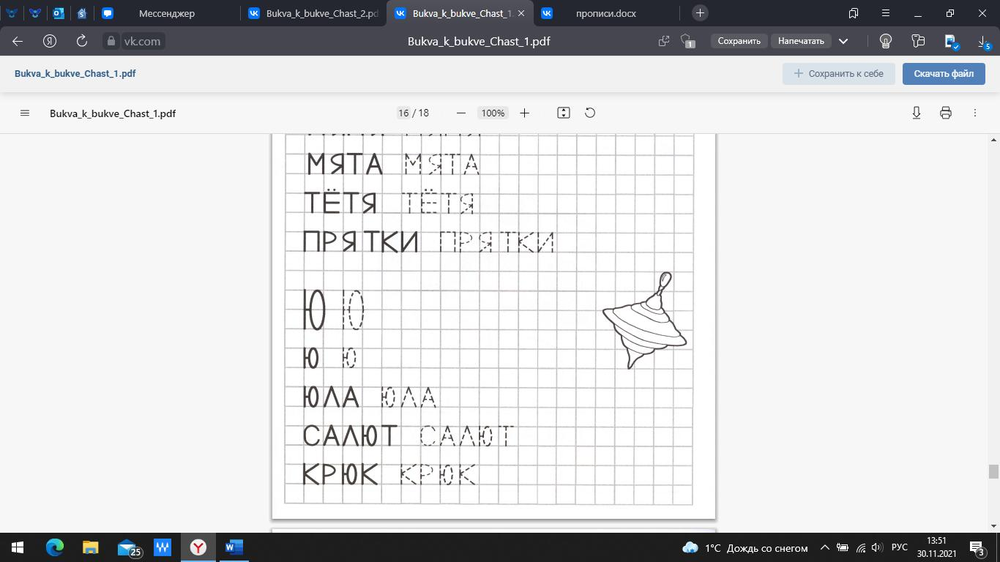 Мессенджер
Bukva_k_bukve_Chast_2.pd
Bukva_k_bukve_Chast_1.
прописи.docx
vk.com
Bukva_k_bukve_Chast_1.pdf
1
Сохранить
Напечатать
5
Bukva_k_bukve_Chast_1.pdf
Сохранить к себе
Скачать файл
Bukva_k_bukve_Chast_1.pdf
16 / 18
100%
МЯТА МЯТА
ТЁТЯ ТЁТЯ
ПРЯТКИ ПРЯТКИ
Ю Ю
Ю Ю
ЮЛА ЮЛА
САЛЮТ САЛЮТ
КРЮК КРЮК
25
1°C Дождь со снегом
РУС
13:51
30.11.2021
3